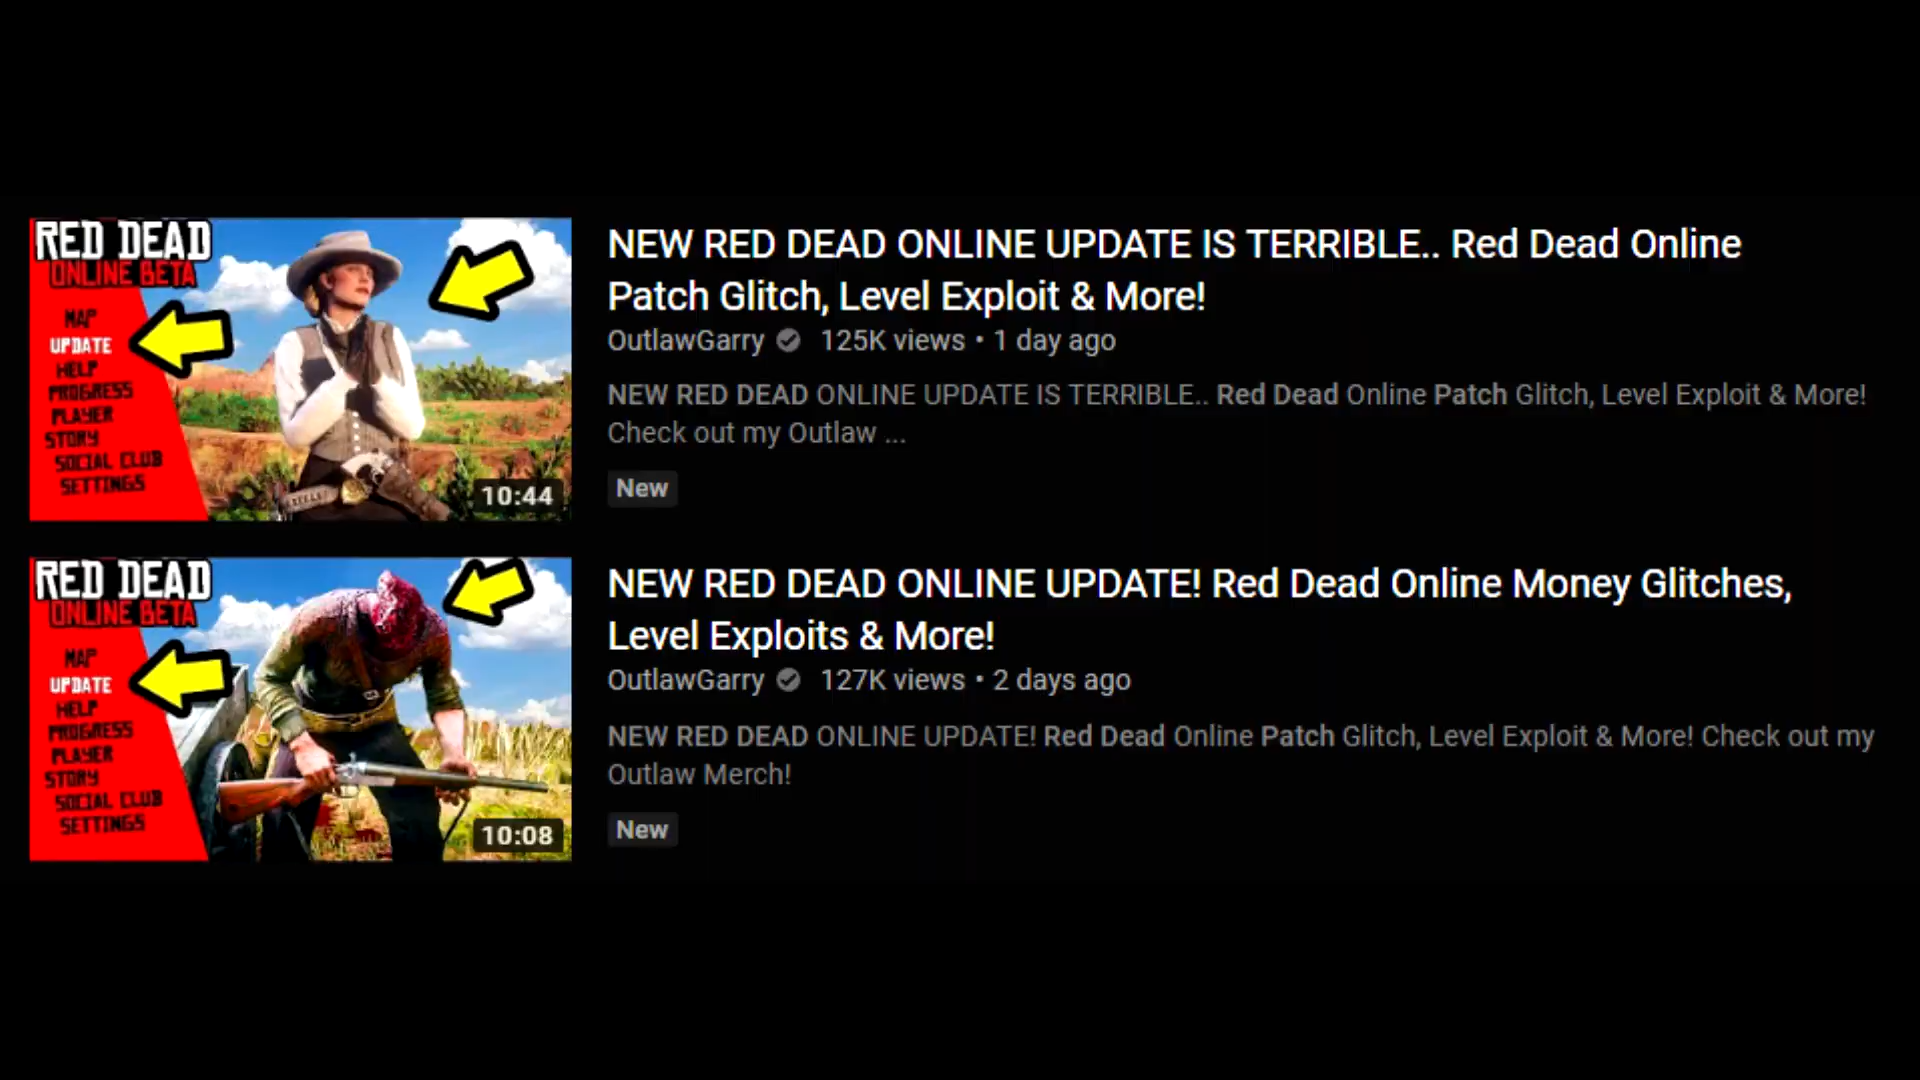 RED DEAD
ONLINE BETA
MAP
UPDATE
HELP
PROGRESS
PLAYER
STORY
SOCIAL CLUB
SETTINGS
10:44
NEW RED DEAD ONLINE UPDATE IS TERRIBLE.. Red Dead Online
Patch Glitch, Level Exploit & More!
OutlawGarry 125K views • 1 day ago
NEW RED DEAD ONLINE UPDATE IS TERRIBLE.. Red Dead Online Patch Glitch, Level Exploit & More!
Check out my Outlaw ...
New
RED DEAD
ONLINE BETA
MAP
UPDATE
HELP
PROGRESS
PLAYER
STORY
SOCIAL CLUB
SETTINGS
10:08
NEW RED DEAD ONLINE UPDATE! Red Dead Online Money Glitches,
Level Exploits & More!
OutlawGarry 127K views • 2 days ago
NEW RED DEAD ONLINE UPDATE! Red Dead Online Patch Glitch, Level Exploit & More! Check out my
Outlaw Merch!
New